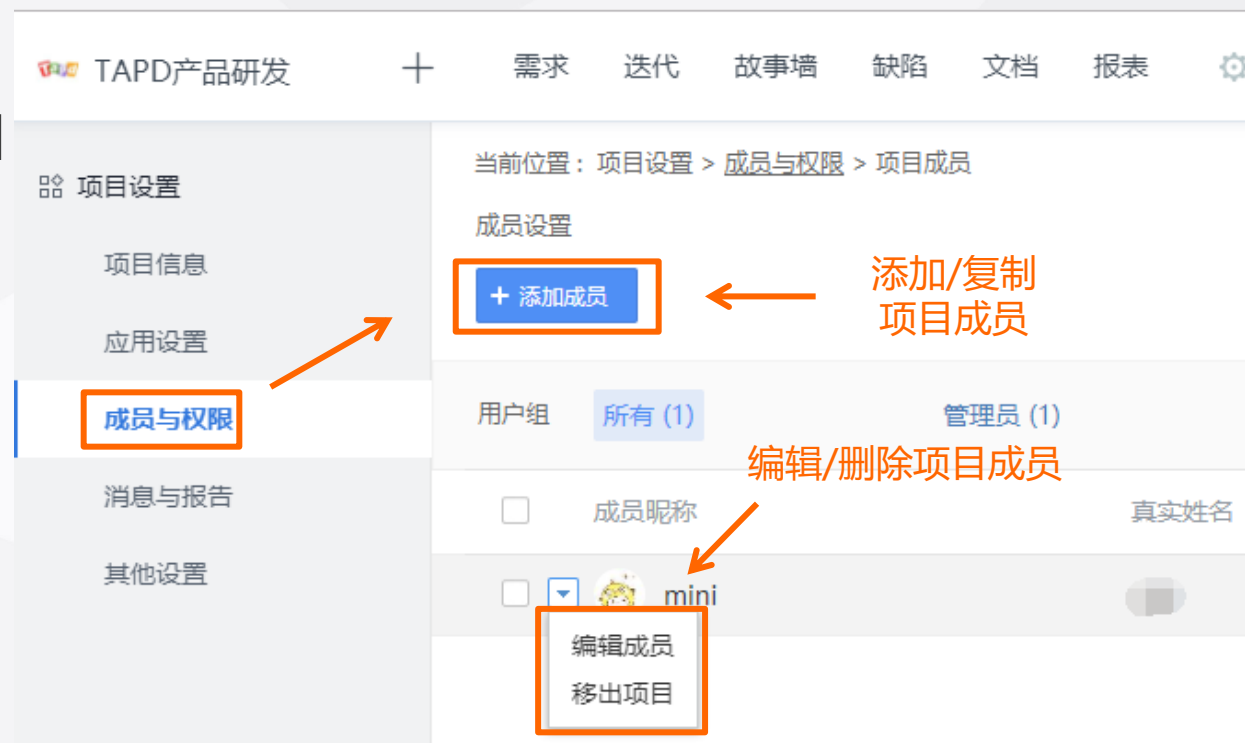 TAPD TAPD产品研发 + 需求 迭代 故事墙 缺陷 文档 报表
项目设置
项目信息
应用设置
成员与权限
消息与报告
其他设置
当前位置：项目设置 > 成员与权限 > 项目成员
成员设置
+ 添加成员
添加/复制
项目成员
用户组 所有 (1) 管理员 (1)
编辑/删除项目成员
成员昵称 真实姓名
mini
编辑成员
移出项目